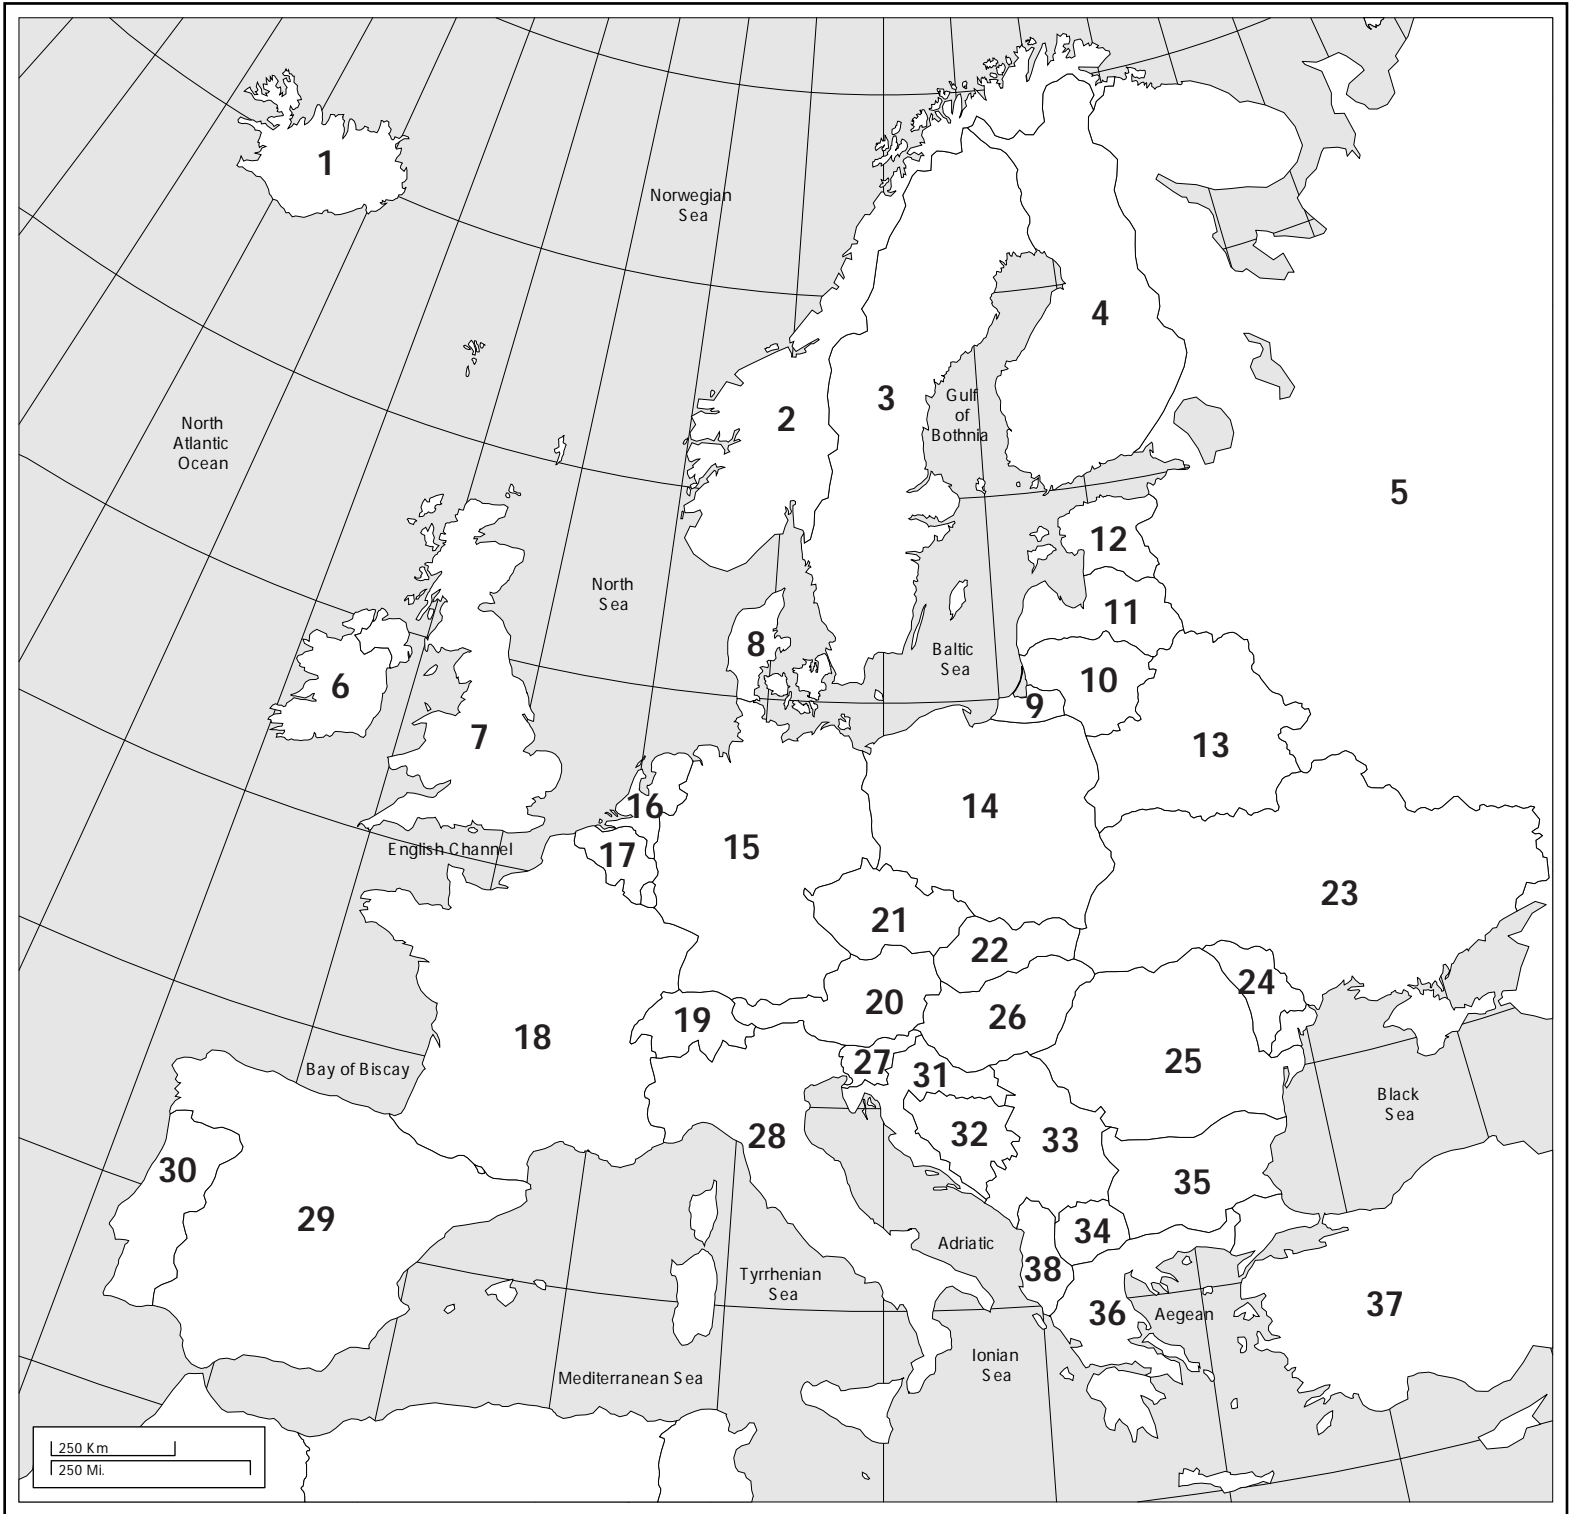 1
Norwegian
Sea
4
2
3
Gulf
of
Bothnia
North
Atlantic
Ocean
5
12
North
Sea
11
8
Baltic
Sea
6
10
9
7
13
16
14
English Channel
17
15
23
21
22
24
20
26
19
18
27
25
Bay of Biscay
31
Black
Sea
28
32
33
30
35
29
34
Adriatic
38
Tyrrhenian
Sea
37
36
Aegean
Ionian
Sea
Mediterranean Sea
250 Km
250 Mi.